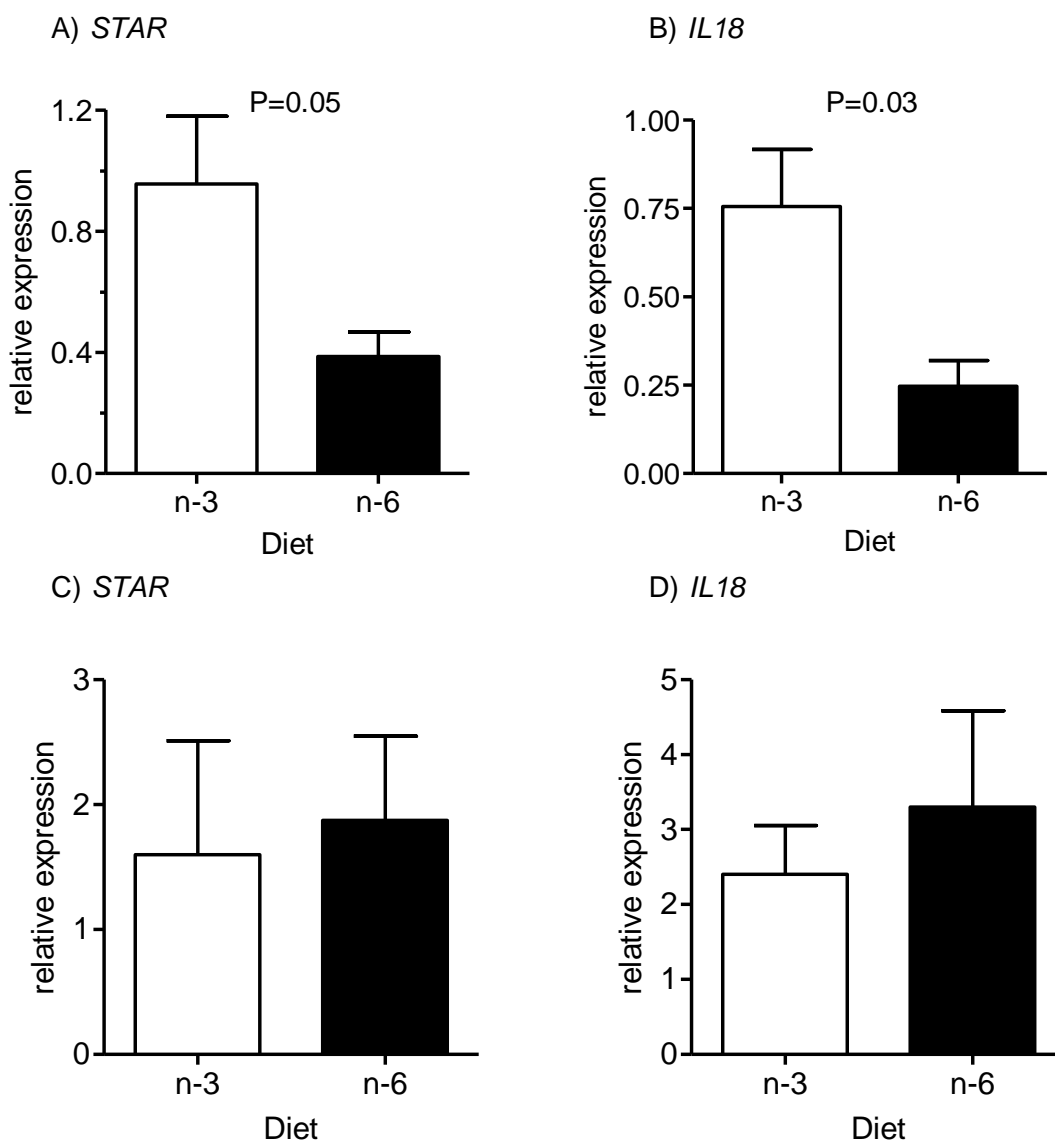 A) STAR
P=0.05
relative expression
1.2
0.8
0.4
0.0
n-3
n-6
Diet
B) IL18
P=0.03
relative expression
1.00
0.75
0.50
0.25
0.00
n-3
n-6
Diet
C) STAR
relative expression
3
2
1
0
n-3
n-6
Diet
D) IL18
relative expression
5
4
3
2
1
0
n-3
n-6
Diet